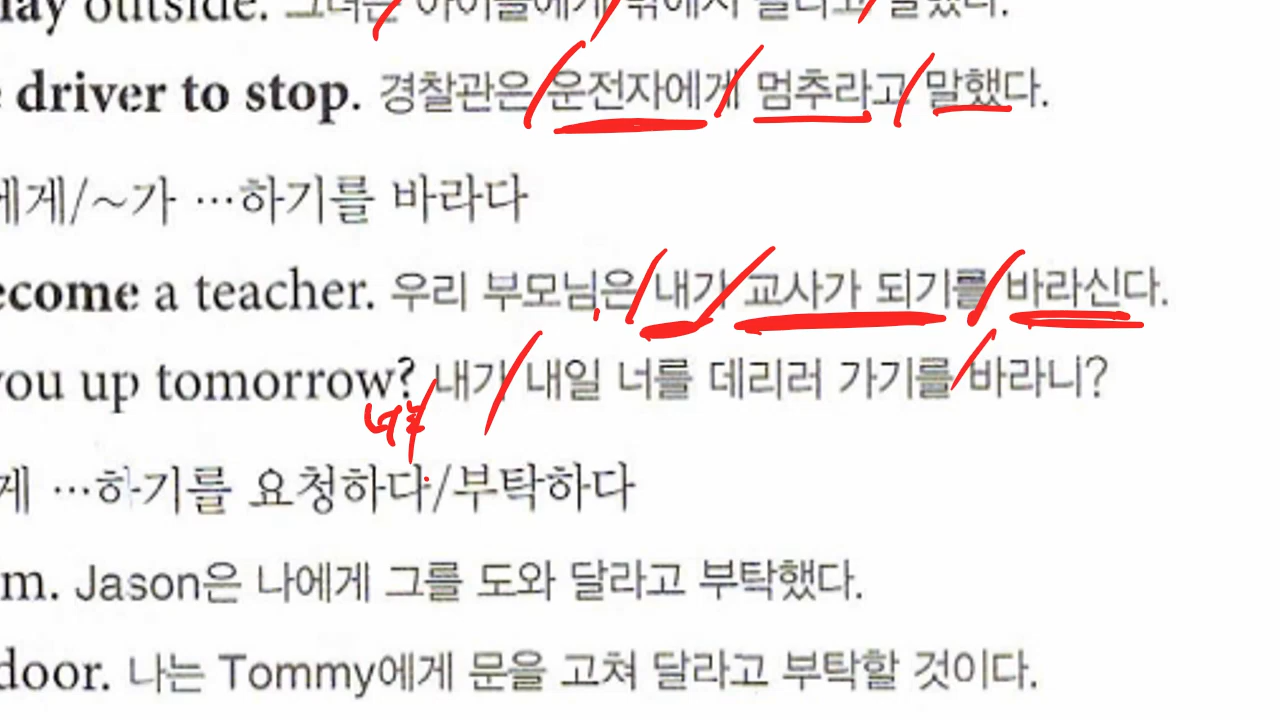 lay outside. 그녀는 아이들에게 밖에서 놀라고 말했다.
e driver to stop. 경찰관은 운전자에게 멈추라고 말했다.
에게/~가 …하기를 바라다
ecome a teacher. 우리 부모님은 내가 교사가 되기를 바라신다.
you up tomorrow? 내가 내일 너를 데리러 가기를 바라니?
너는
게 …하기를 요청하다/부탁하다
m. Jason은 나에게 그를 도와 달라고 부탁했다.
door. 나는 Tommy에게 문을 고쳐 달라고 부탁할 것이다.